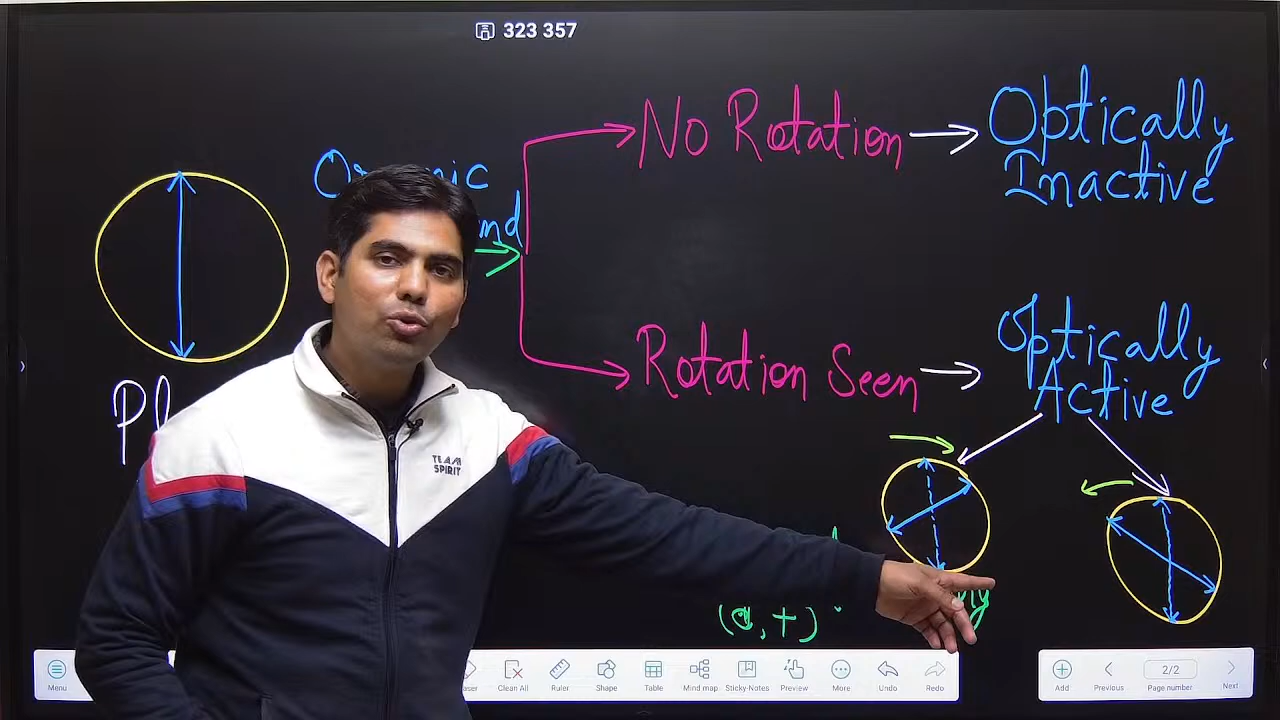 323 357
No Rotation
Optically
Inactive
Rotation Seen
Optically
Active
TEAM
SPIRIT
Menu
Clean All
Ruler
Shape
Table
Mind map
Sticky-Notes
Preview
More
Undo
Redo
Add
Previous
2/2
Page number
Next